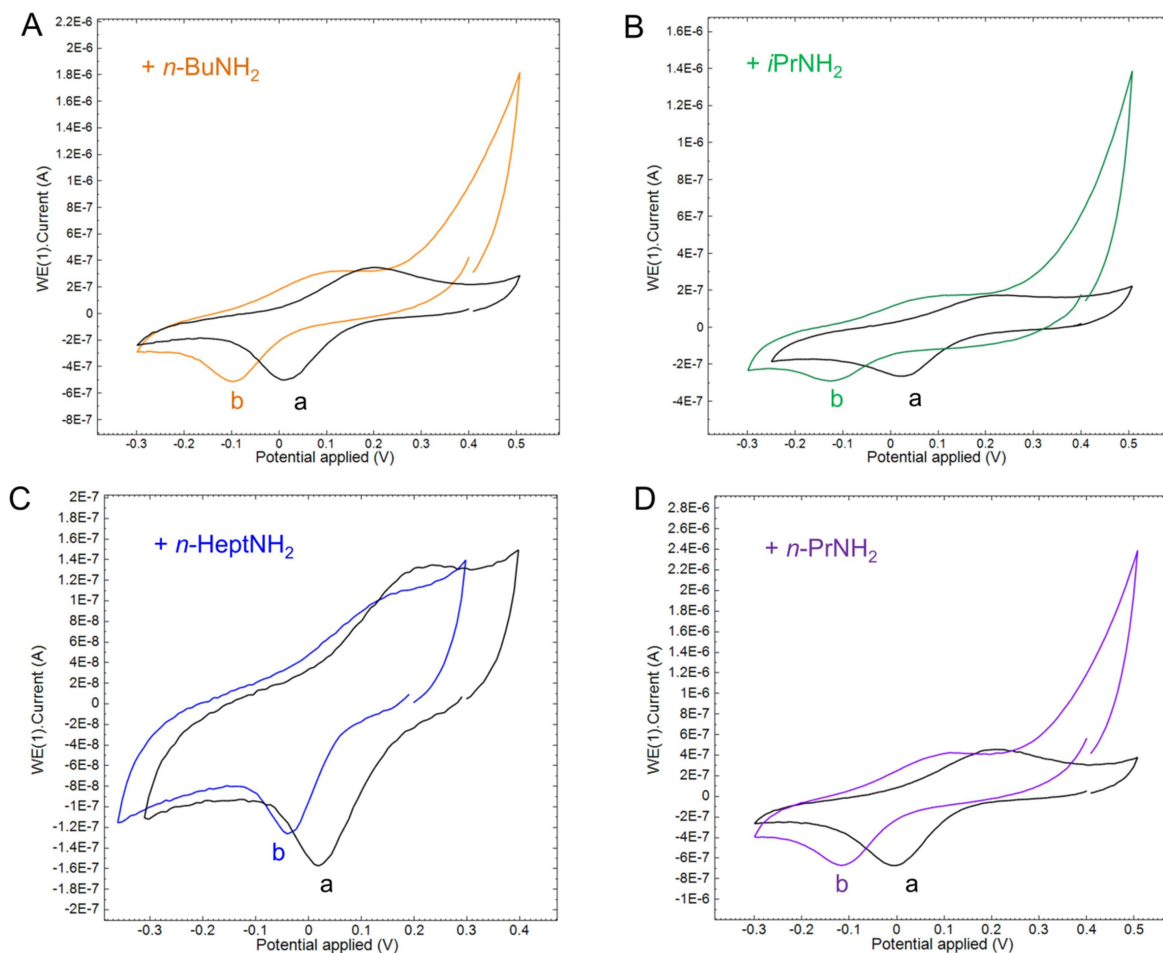 A
+ n-BuNH2
WE(1).Current (A)
2.2E-6
2E-6
1.8E-6
1.6E-6
1.4E-6
1.2E-6
1E-6
8E-7
6E-7
4E-7
2E-7
0
-2E-7
-4E-7
-6E-7
-8E-7
b
a
-0.3 -0.2 -0.1 0 0.1 0.2 0.3 0.4 0.5
Potential applied (V)
B
+ iPrNH2
WE(1).Current (A)
1.6E-6
1.4E-6
1.2E-6
1E-6
8E-7
6E-7
4E-7
2E-7
0
-2E-7
-4E-7
b
a
-0.3 -0.2 -0.1 0 0.1 0.2 0.3 0.4 0.5
Potential applied (V)
C
+ n-HeptNH2
WE(1).Current (A)
2E-7
1.8E-7
1.6E-7
1.4E-7
1.2E-7
1E-7
8E-8
6E-8
4E-8
2E-8
0
-2E-8
-4E-8
-6E-8
-8E-8
-1E-7
-1.2E-7
-1.4E-7
-1.6E-7
-1.8E-7
-2E-7
b
a
-0.3 -0.2 -0.1 0 0.1 0.2 0.3 0.4
Potential applied (V)
D
+ n-PrNH2
WE(1).Current (A)
2.8E-6
2.6E-6
2.4E-6
2.2E-6
2E-6
1.8E-6
1.6E-6
1.4E-6
1.2E-6
1E-6
8E-7
6E-7
4E-7
2E-7
0
-2E-7
-4E-7
-6E-7
-8E-7
-1E-6
b
a
-0.3 -0.2 -0.1 0 0.1 0.2 0.3 0.4 0.5
Potential applied (V)